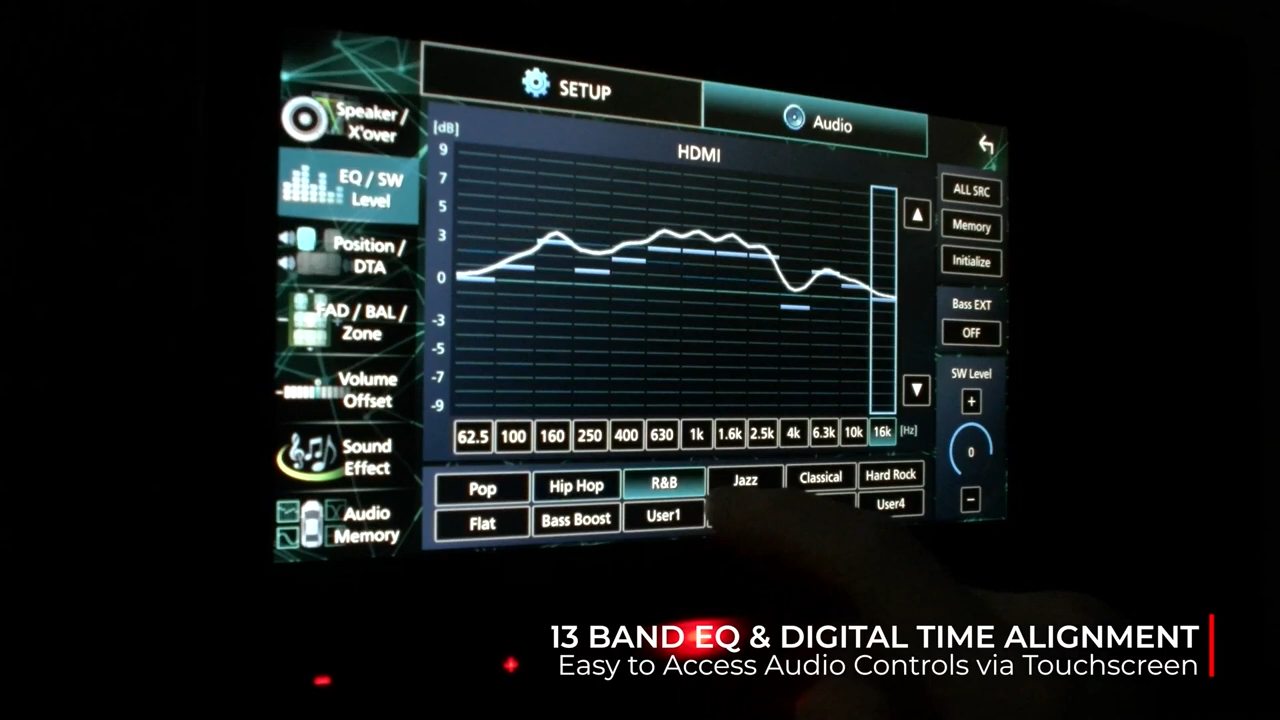 SETUP
Audio
Speaker /
X'over
EQ / SW
Level
Position /
DTA
FAD / BAL /
Zone
Volume
Offset
Sound
Effect
Audio
Memory
[dB]
HDMI
9
7
5
3
0
-3
-5
-7
-9
62.5 100 160 250 400 630 1k 1.6k 2.5k 4k 6.3k 10k 16k [Hz]
Pop Hip Hop R&B Jazz Classical Hard Rock
Flat Bass Boost User1 User4
ALL SRC
Memory
Initialize
Bass EXT
OFF
SW Level
+
0
-
13 BAND EQ & DIGITAL TIME ALIGNMENT
Easy to Access Audio Controls via Touchscreen